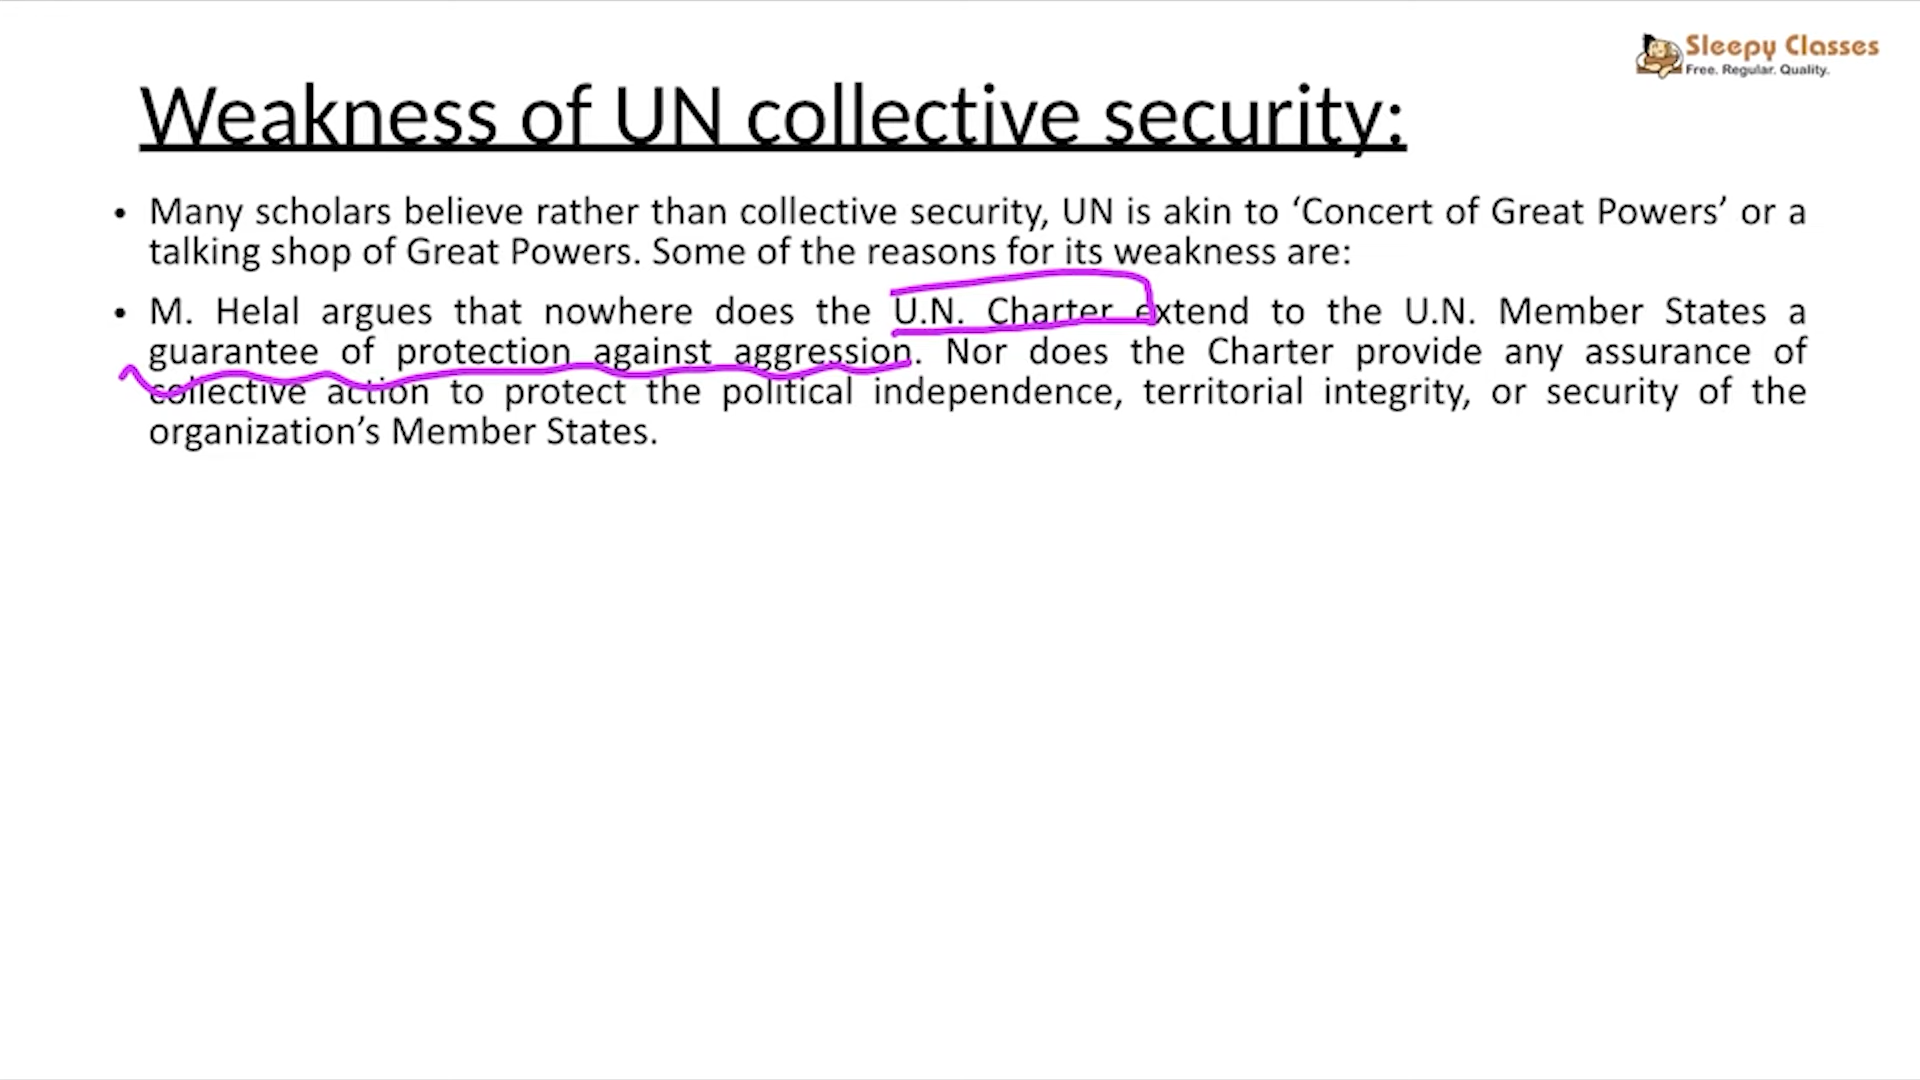 Sleepy Classes
Free. Regular. Quality.
Weakness of UN collective security:
• Many scholars believe rather than collective security, UN is akin to ‘Concert of Great Powers’ or a
talking shop of Great Powers. Some of the reasons for its weakness are:
• M. Helal argues that nowhere does the U.N. Charter extend to the U.N. Member States a
guarantee of protection against aggression. Nor does the Charter provide any assurance of
collective action to protect the political independence, territorial integrity, or security of the
organization’s Member States.